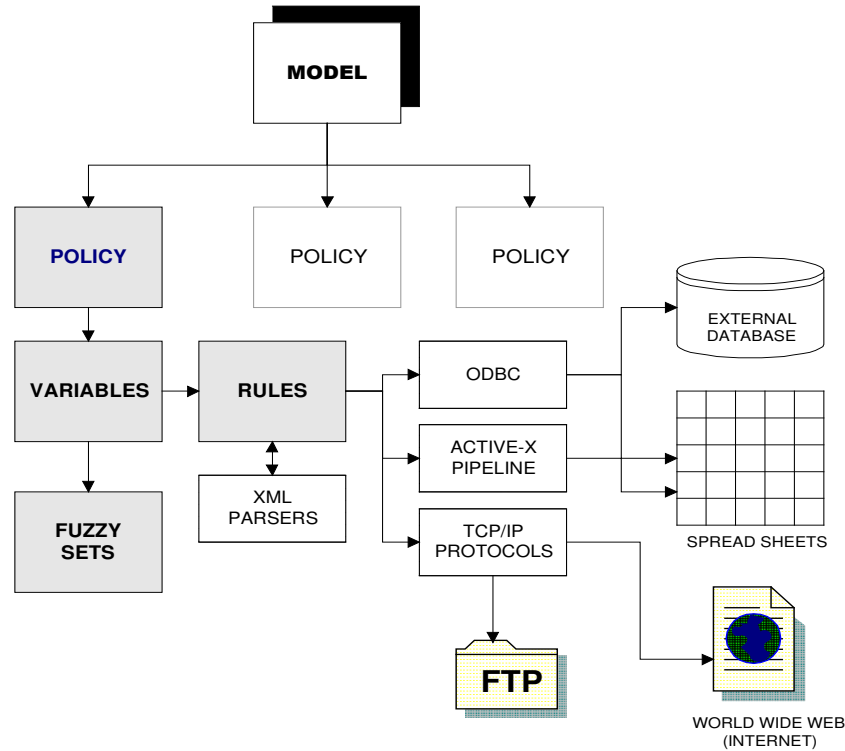 MODEL
POLICY
POLICY
POLICY
EXTERNAL
DATABASE
VARIABLES
RULES
ODBC
ACTIVE-X
PIPELINE
XML
PARSERS
FUZZY
SETS
TCP/IP
PROTOCOLS
SPREAD SHEETS
FTP
WORLD WIDE WEB
(INTERNET)